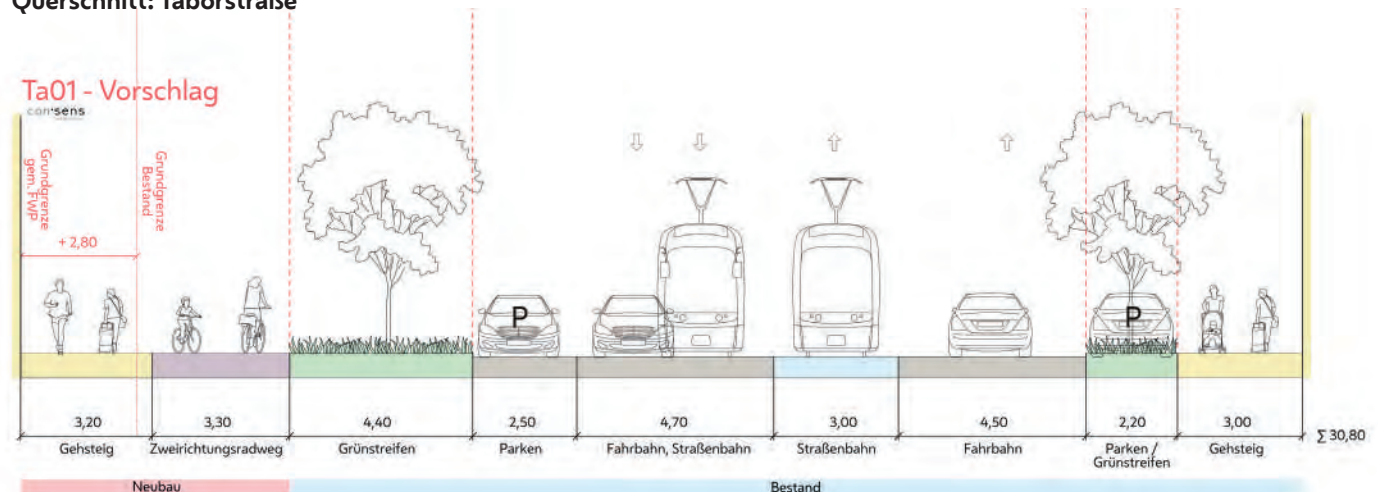 Querschnitt: Taborstraße
Ta01 - Vorschlag
con·sens
Grundgrenze
gem. FWP
Grundgrenze
Bestand
+ 2,80
P
P
3,20
3,30
4,40
2,50
4,70
3,00
4,50
2,20
3,00
∑ 30,80
Gehsteig
Zweirichtungsradweg
Grünstreifen
Parken
Fahrbahn, Straßenbahn
Straßenbahn
Fahrbahn
Parken /
Grünstreifen
Gehsteig
Neubau
Bestand